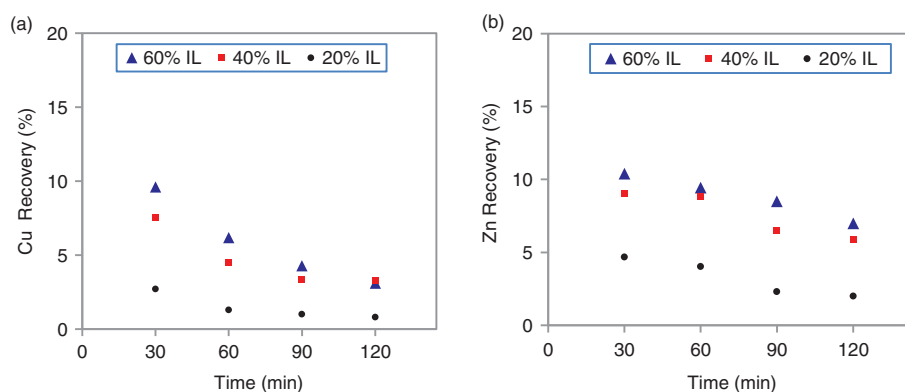 (a)
60% IL 40% IL 20% IL
Cu Recovery (%)
20
15
10
5
0
0 30 60 90 120
Time (min)
(b)
60% IL 40% IL 20% IL
Zn Recovery (%)
20
15
10
5
0
0 30 60 90 120
Time (min)